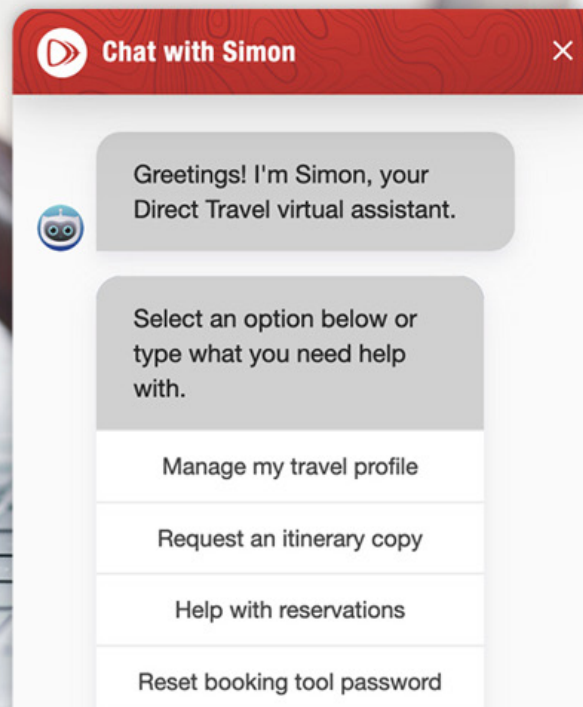 Chat with Simon
Greetings! I'm Simon, your
Direct Travel virtual assistant.
Select an option below or
type what you need help
with.
Manage my travel profile
Request an itinerary copy
Help with reservations
Reset booking tool password